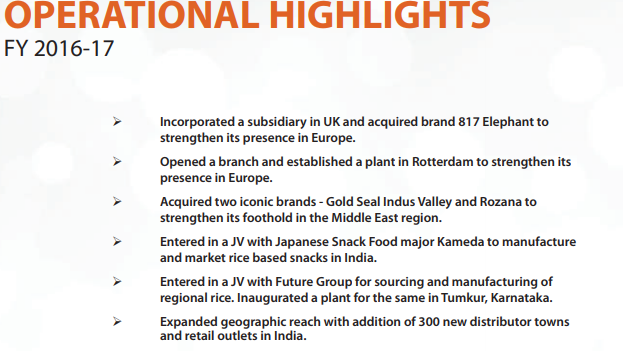 OPERATIONAL HIGHLIGHTS
FY 2016-17
➢ Incorporated a subsidiary in UK and acquired brand 817 Elephant to
strengthen its presence in Europe.
➢ Opened a branch and established a plant in Rotterdam to strengthen its
presence in Europe.
➢ Acquired two iconic brands - Gold Seal Indus Valley and Rozana to
strengthen its foothold in the Middle East region.
➢ Entered in a JV with Japanese Snack Food major Kameda to manufacture
and market rice based snacks in India.
➢ Entered in a JV with Future Group for sourcing and manufacturing of
regional rice. Inaugurated a plant for the same in Tumkur, Karnataka.
➢ Expanded geographic reach with addition of 300 new distributor towns
and retail outlets in India.